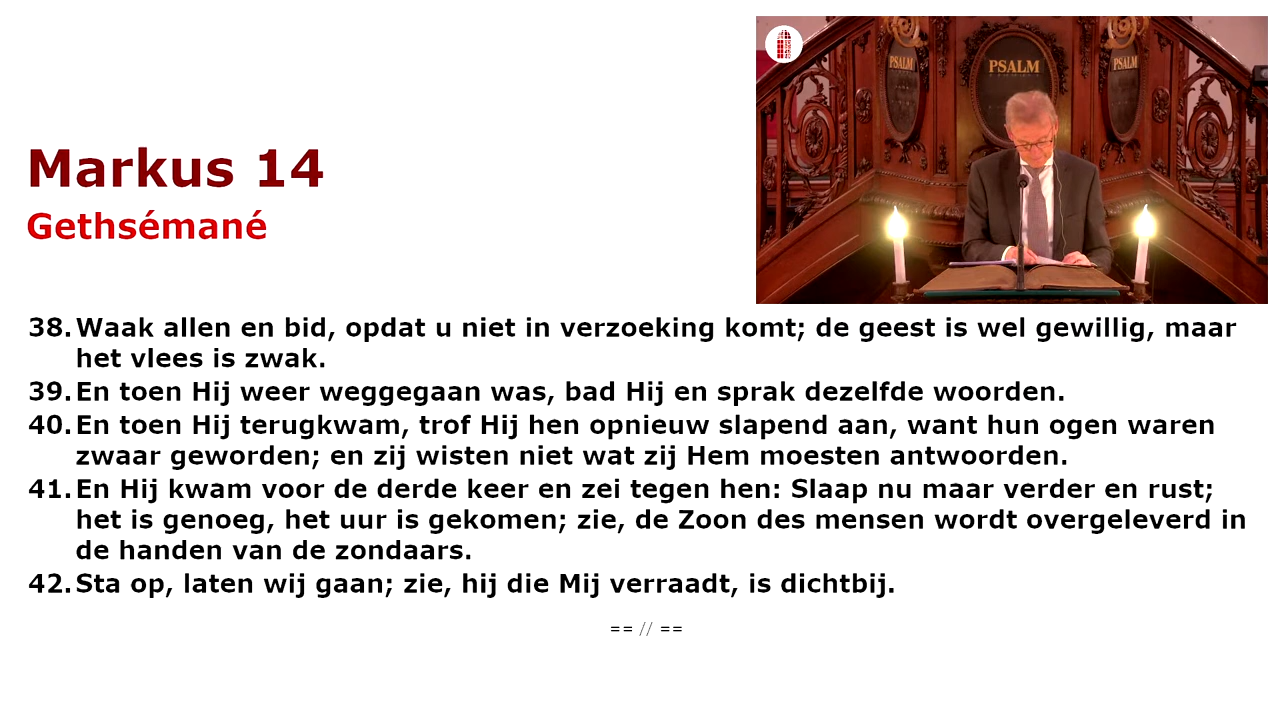 Markus 14
Gethsémané
PSALM
PSALM
PSALM
38. Waak allen en bid, opdat u niet in verzoeking komt; de geest is wel gewillig, maar
het vlees is zwak.
39. En toen Hij weer weggegaan was, bad Hij en sprak dezelfde woorden.
40. En toen Hij terugkwam, trof Hij hen opnieuw slapend aan, want hun ogen waren
zwaar geworden; en zij wisten niet wat zij Hem moesten antwoorden.
41. En Hij kwam voor de derde keer en zei tegen hen: Slaap nu maar verder en rust;
het is genoeg, het uur is gekomen; zie, de Zoon des mensen wordt overgeleverd in
de handen van de zondaars.
42. Sta op, laten wij gaan; zie, hij die Mij verraadt, is dichtbij.
== // ==